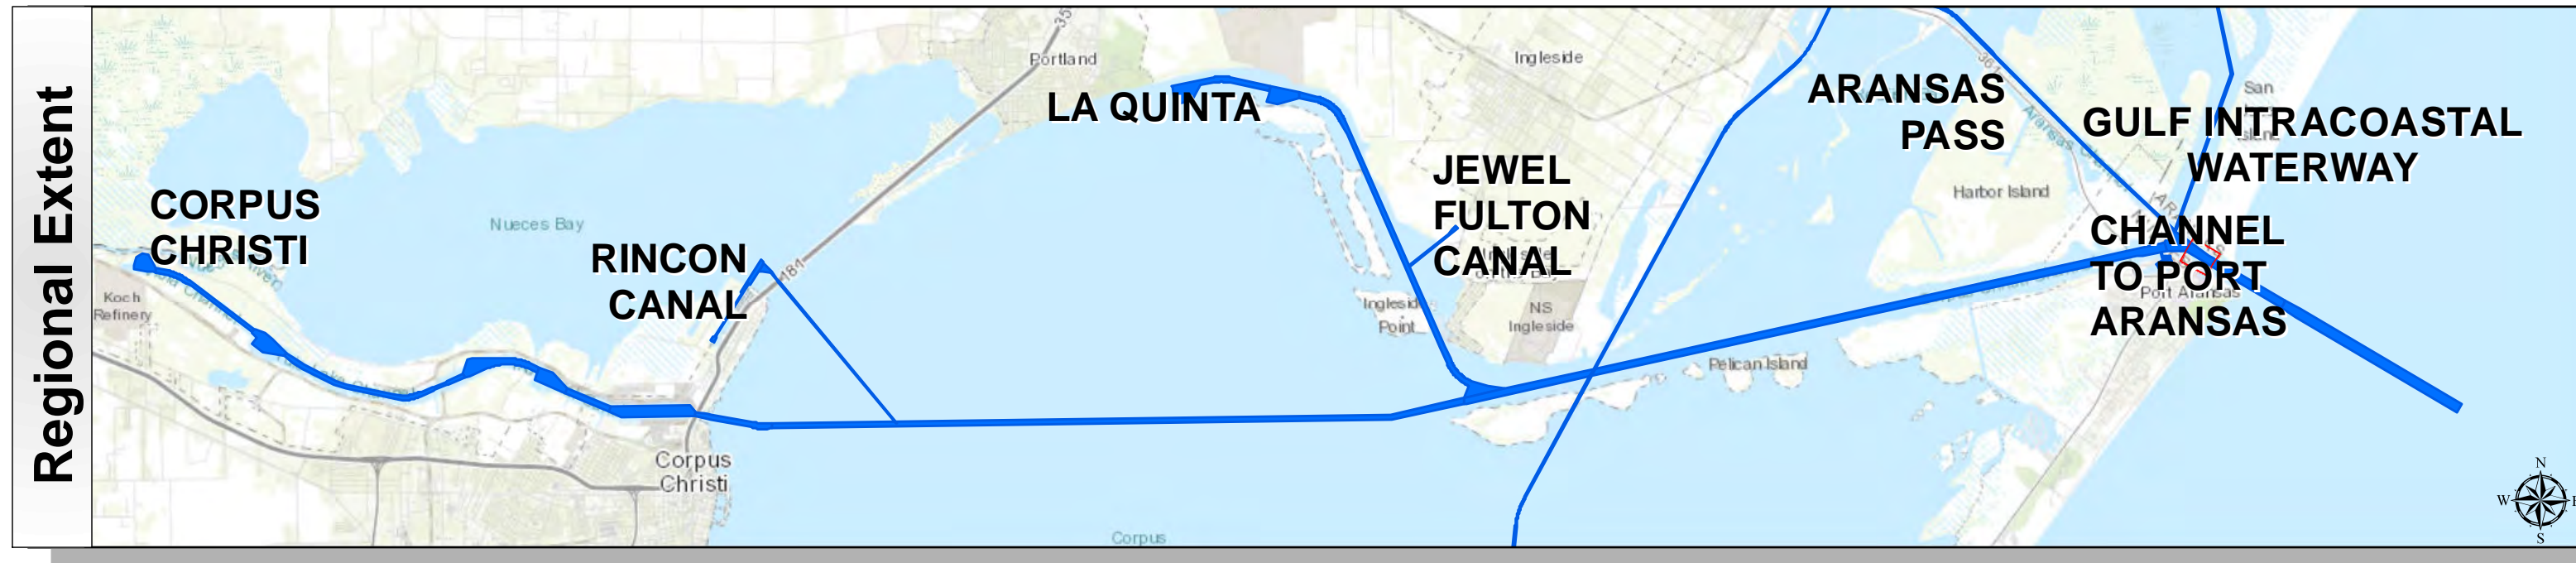 Regional Extent
35
Portland
Ingleside
LA QUINTA
ARANSAS
PASS
361
San
GULF INTRACOASTAL
WATERWAY
Harbor Island
JEWEL
FULTON
CANAL
CORPUS
CHRISTI
Nueces Bay
RINCON
CANAL
181
CHANNEL
TO PORT
ARANSAS
Port Aransas
Koch
Refinery
Ingleside
Point
NS
Ingleside
Pelican Island
Corpus
Christi
Corpus
N
W
S